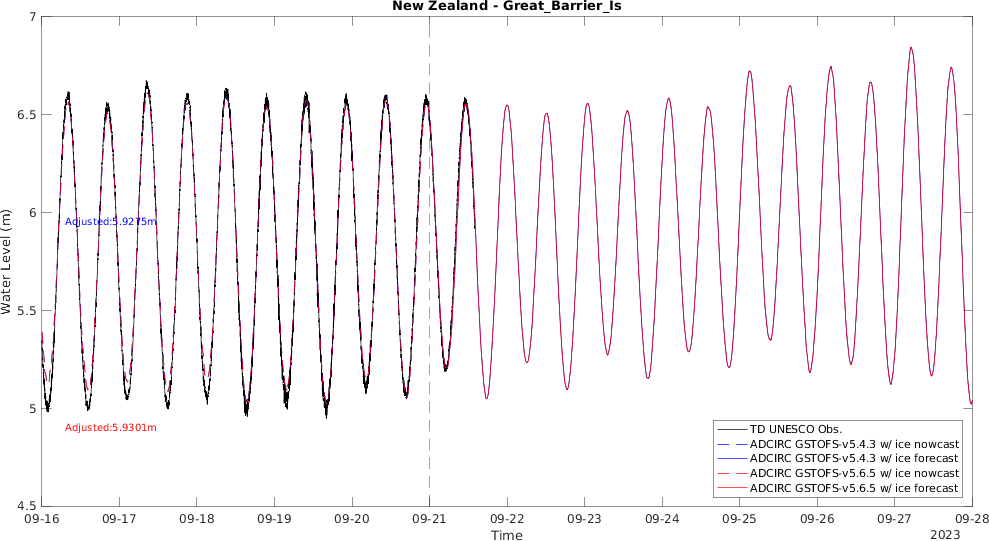 New Zealand - Great_Barrier_Is
7
6.5
6
5.5
5
4.5
Water Level (m)
Adjusted:5.9275m
Adjusted:5.9301m
TD UNESCO Obs.
ADCIRC GSTOFS-v5.4.3 w/ ice nowcast
ADCIRC GSTOFS-v5.4.3 w/ ice forecast
ADCIRC GSTOFS-v5.6.5 w/ ice nowcast
ADCIRC GSTOFS-v5.6.5 w/ ice forecast
09-16 09-17 09-18 09-19 09-20 09-21 09-22 09-23 09-24 09-25 09-26 09-27 09-28
Time
2023